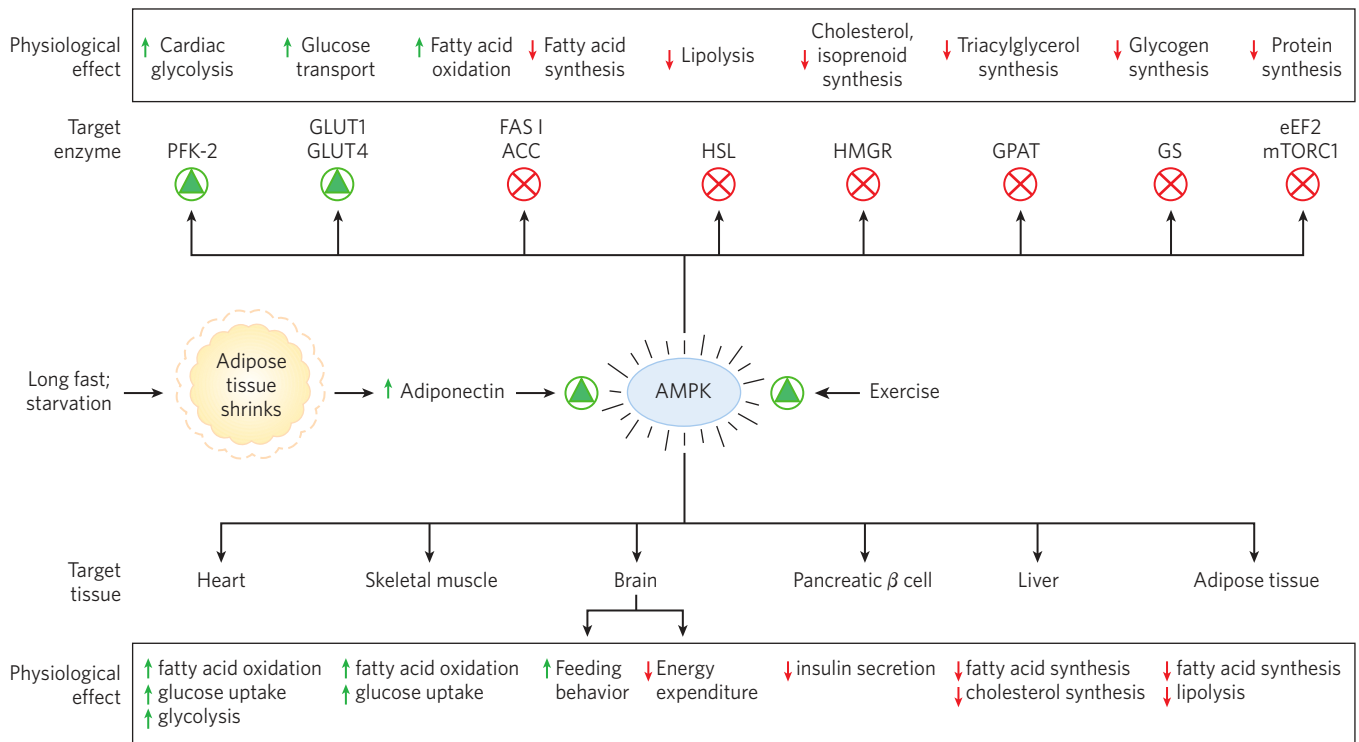 Physiological
effect
↑ Cardiac
glycolysis
↑ Glucose
transport
↑ Fatty acid
oxidation
↓ Fatty acid
synthesis
↓ Lipolysis
↓ Cholesterol,
isoprenoid
synthesis
↓ Triacylglycerol
synthesis
↓ Glycogen
synthesis
↓ Protein
synthesis
Target
enzyme
PFK-2
GLUT1
GLUT4
FAS I
ACC
HSL
HMGR
GPAT
GS
eEF2
mTORC1
Long fast;
starvation
Adipose
tissue
shrinks
↑ Adiponectin
AMPK
Exercise
Target
tissue
Heart
Skeletal muscle
Brain
Pancreatic β cell
Liver
Adipose tissue
Physiological
effect
↑ fatty acid oxidation
↑ glucose uptake
↑ glycolysis
↑ fatty acid oxidation
↑ glucose uptake
↑ Feeding
behavior
↓ Energy
expenditure
↓ insulin secretion
↓ fatty acid synthesis
↓ cholesterol synthesis
↓ fatty acid synthesis
↓ lipolysis